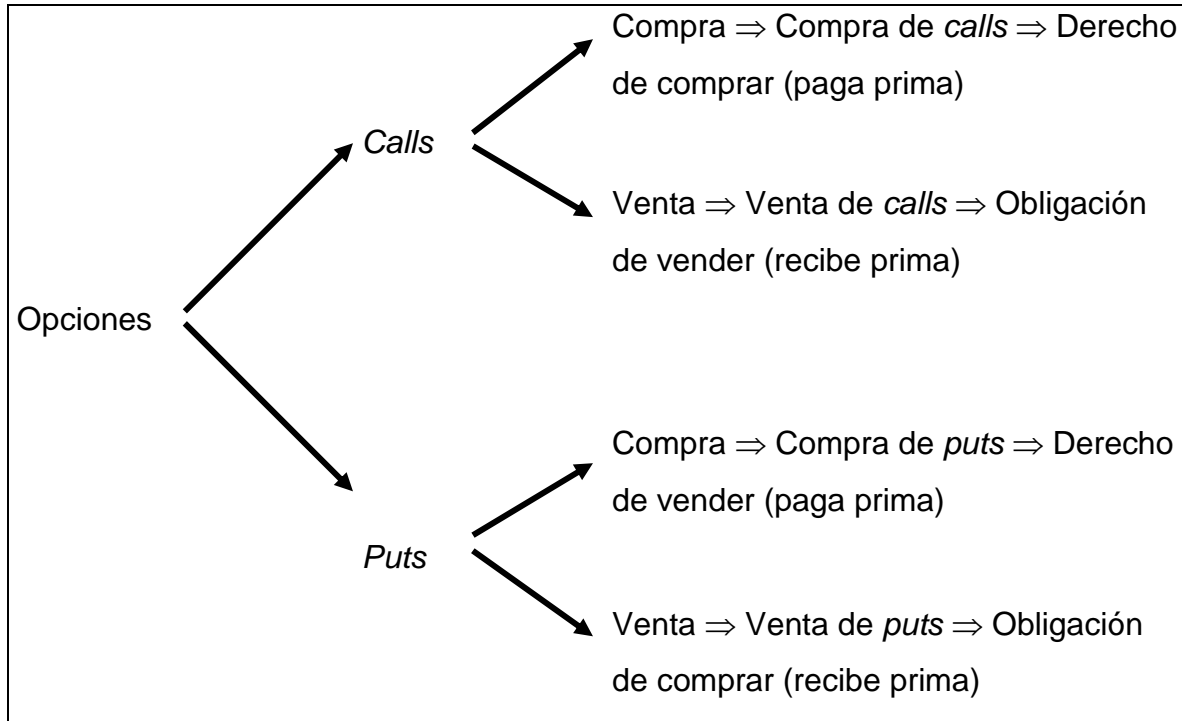 Compra ⇒ Compra de calls ⇒ Derecho
de comprar (paga prima)
Calls
Venta ⇒ Venta de calls ⇒ Obligación
de vender (recibe prima)
Opciones
Compra ⇒ Compra de puts ⇒ Derecho
de vender (paga prima)
Puts
Venta ⇒ Venta de puts ⇒ Obligación
de comprar (recibe prima)